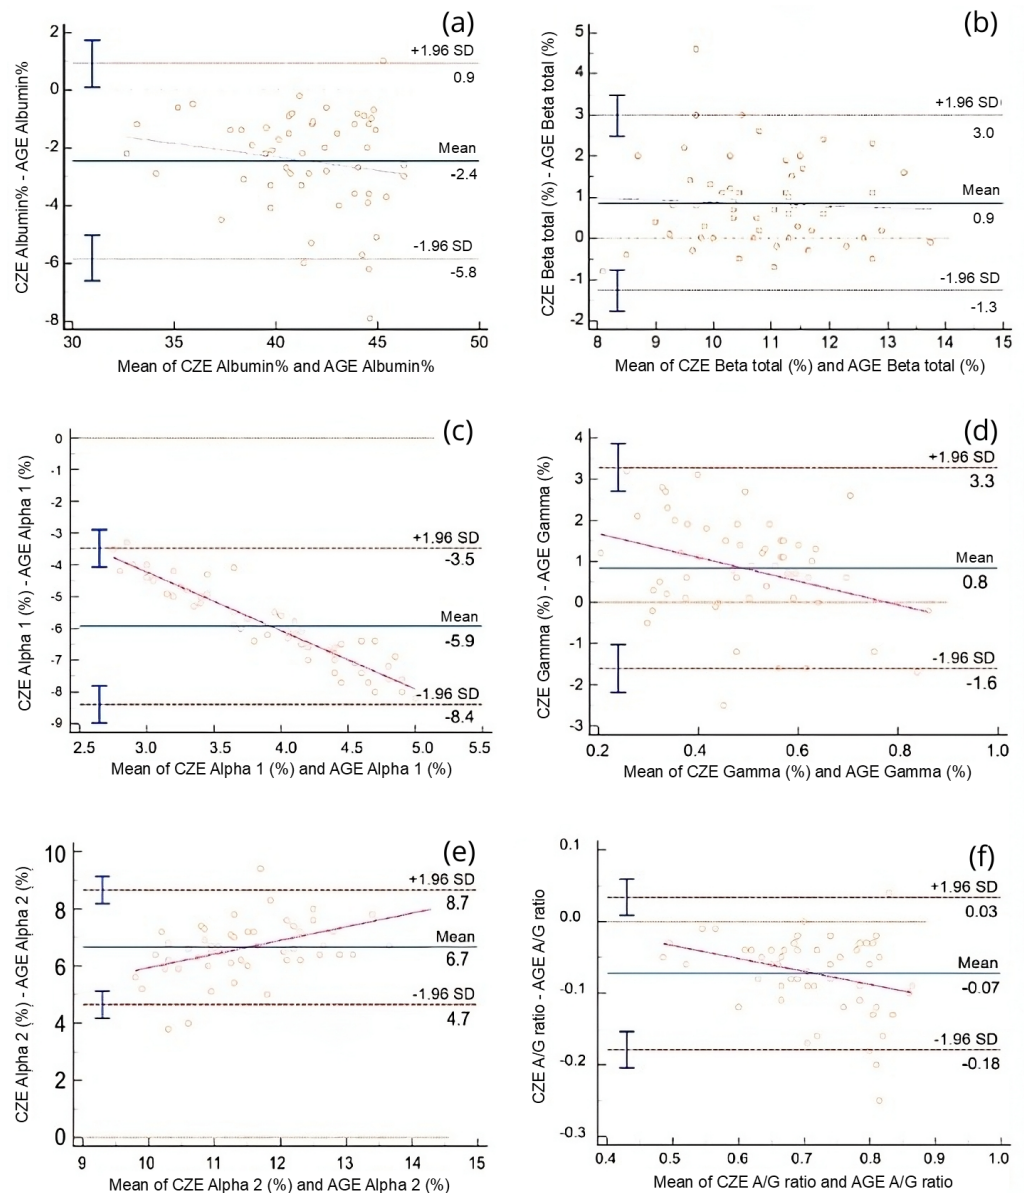 (a)
CZE Albumin% - AGE Albumin%
2
0
-2
-4
-6
-8
+1.96 SD
0.9
Mean
-2.4
-1.96 SD
-5.8
30 35 40 45 50
Mean of CZE Albumin% and AGE Albumin%
(b)
CZE Beta total (%) - AGE Beta total (%)
5
4
3
2
1
0
-1
-2
+1.96 SD
3.0
Mean
0.9
-1.96 SD
-1.3
8 9 10 11 12 13 14 15
Mean of CZE Beta total (%) and AGE Beta total (%)
(c)
CZE Alpha 1 (%) - AGE Alpha 1 (%)
0
-1
-2
-3
-4
-5
-6
-7
-8
-9
+1.96 SD
-3.5
Mean
-5.9
-1.96 SD
-8.4
2.5 3.0 3.5 4.0 4.5 5.0 5.5
Mean of CZE Alpha 1 (%) and AGE Alpha 1 (%)
(d)
CZE Gamma (%) - AGE Gamma (%)
4
3
2
1
0
-1
-2
-3
+1.96 SD
3.3
Mean
0.8
-1.96 SD
-1.6
0.2 0.4 0.6 0.8 1.0
Mean of CZE Gamma (%) and AGE Gamma (%)
(e)
CZE Alpha 2 (%) - AGE Alpha 2 (%)
10
8
6
4
2
0
+1.96 SD
8.7
Mean
6.7
-1.96 SD
4.7
9 10 11 12 13 14 15
Mean of CZE Alpha 2 (%) and AGE Alpha 2 (%)
(f)
CZE A/G ratio - AGE A/G ratio
0.1
0.0
-0.1
-0.2
-0.3
+1.96 SD
0.03
Mean
-0.07
-1.96 SD
-0.18
0.4 0.5 0.6 0.7 0.8 0.9 1.0
Mean of CZE A/G ratio and AGE A/G ratio